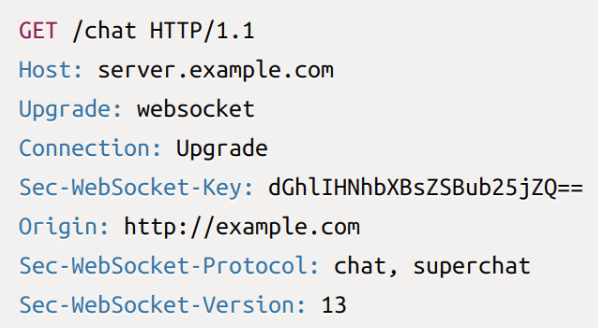 GET /chat HTTP/1.1
Host: server.example.com
Upgrade: websocket
Connection: Upgrade
Sec-WebSocket-Key: dGhlIHNhbXBsZSBub25jZQ==
Origin: http://example.com
Sec-WebSocket-Protocol: chat, superchat
Sec-WebSocket-Version: 13